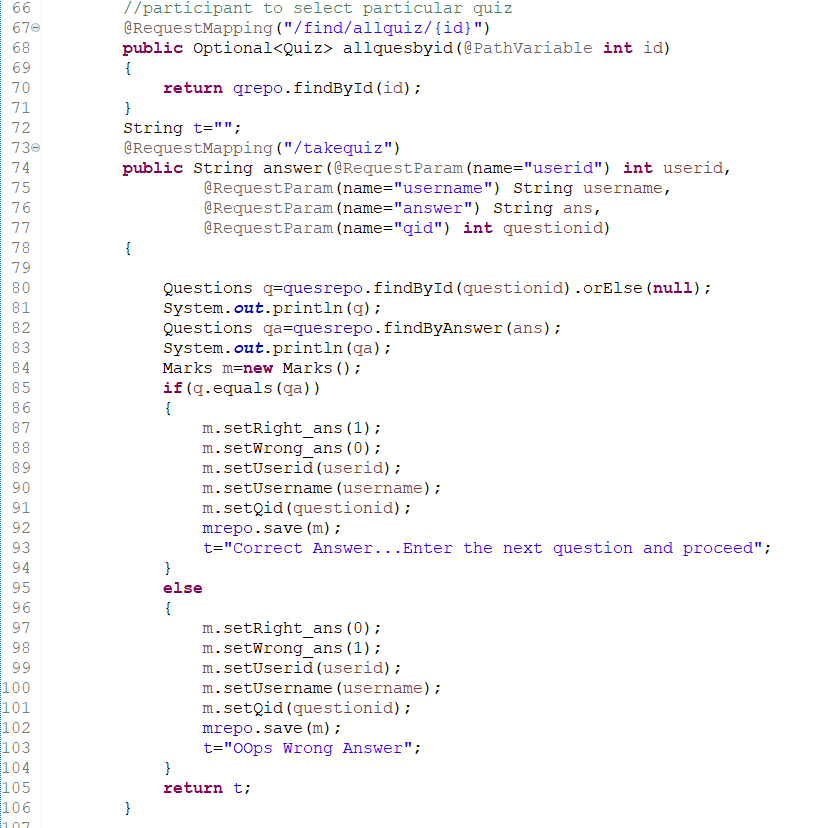 66 //participant to select particular quiz
67 @RequestMapping("/find/allquiz/{id}")
68 public Optional<Quiz> allquesbyid(@PathVariable int id)
69 {
70 return qrepo.findById(id);
71 }
72 String t="";
73 @RequestMapping("/takequiz")
74 public String answer(@RequestParam(name="userid") int userid,
75 @RequestParam(name="username") String username,
76 @RequestParam(name="answer") String ans,
77 @RequestParam(name="qid") int questionid)
78 {
79
80 Questions q=quesrepo.findById(questionid).orElse(null);
81 System.out.println(q);
82 Questions qa=quesrepo.findByAnswer(ans);
83 System.out.println(qa);
84 Marks m=new Marks();
85 if(q.equals(qa))
86 {
87 m.setRight_ans(1);
88 m.setWrong_ans(0);
89 m.setUserid(userid);
90 m.setUsername(username);
91 m.setQid(questionid);
92 mrepo.save(m);
93 t="Correct Answer...Enter the next question and proceed";
94 }
95 else
96 {
97 m.setRight_ans(0);
98 m.setWrong_ans(1);
99 m.setUserid(userid);
100 m.setUsername(username);
101 m.setQid(questionid);
102 mrepo.save(m);
103 t="OOps Wrong Answer";
104 }
105 return t;
106 }
107